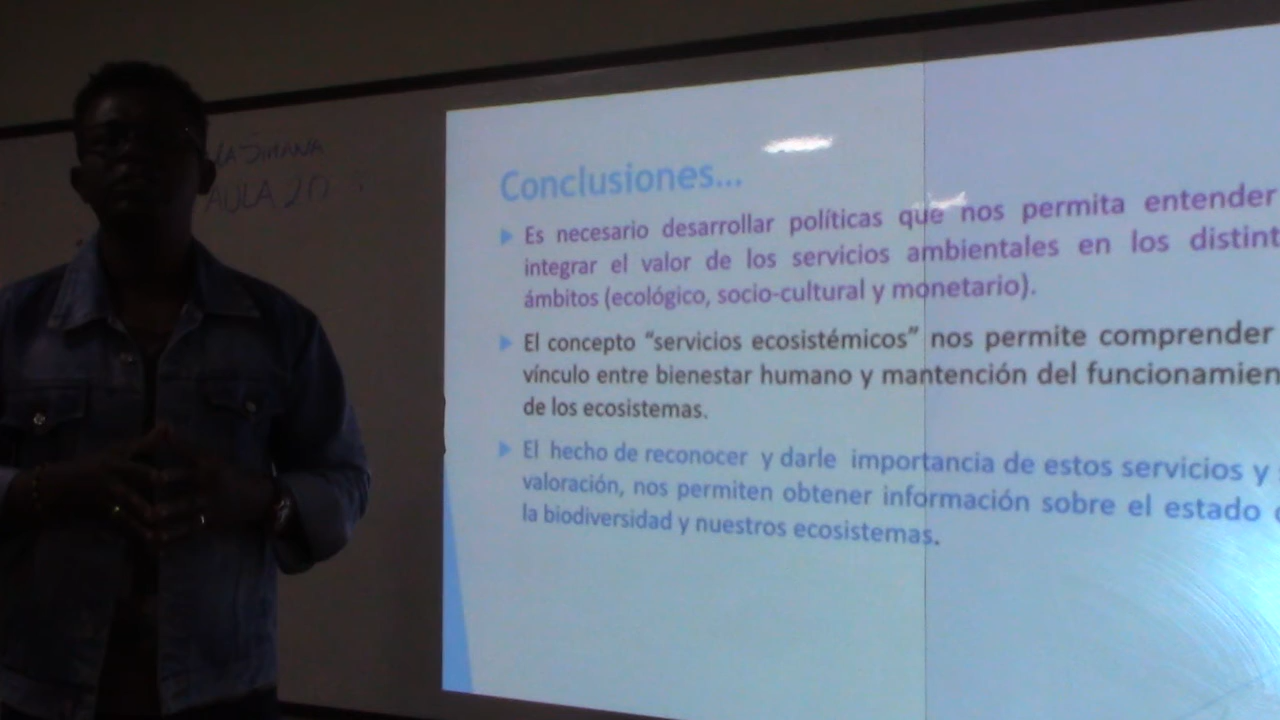 AULA 20
Conclusiones...
Es necesario desarrollar políticas que nos permita entender
integrar el valor de los servicios ambientales en los distint
ámbitos (ecológico, socio-cultural y monetario).
El concepto “servicios ecosistémicos” nos permite comprender
vínculo entre bienestar humano y mantención del funcionamien
de los ecosistemas.
El hecho de reconocer y darle importancia de estos servicios y
valoración, nos permiten obtener información sobre el estado
la biodiversidad y nuestros ecosistemas.